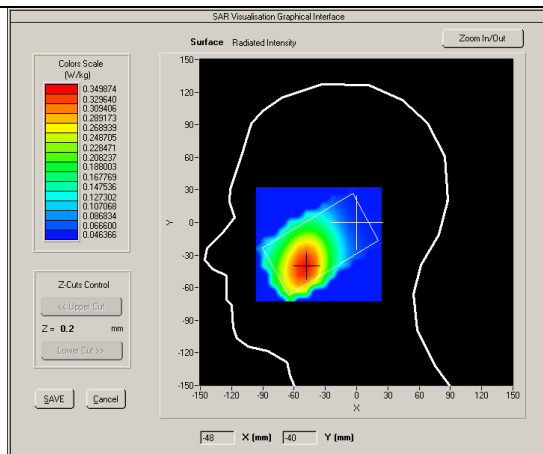 SAR Visualisation Graphical Interface
Surface Radiated Intensity
Zoom In/Out
Colors Scale
(W/kg)
0.349874
0.329640
0.309406
0.289173
0.268939
0.248705
0.228471
0.208237
0.188003
0.167769
0.147536
0.127302
0.107068
0.086834
0.066600
0.046366
Z-Cuts Control
<< Upper Cut
Z = 0.2 mm
Lower Cut >>
SAVE Cancel
150-
120-
90-
60-
30-
0-
-30-
-60-
-90-
-120-
-150-
Y
-150 -120 -90 -60 -30 0 30 60 90 120 150
X
-48 X (mm) -40 Y (mm)